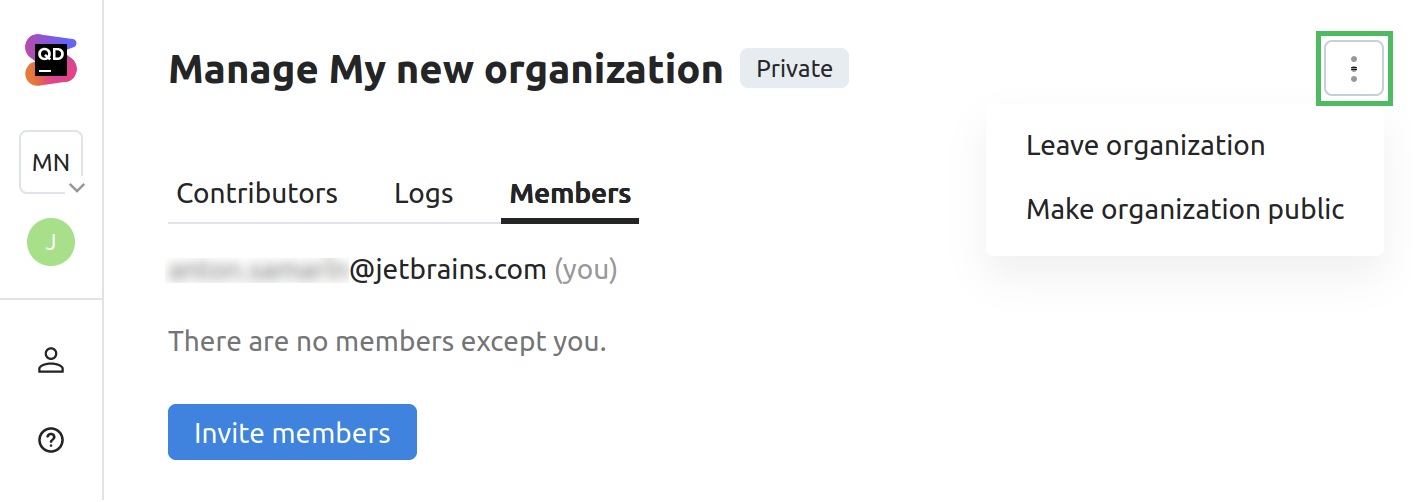 QD
MN
J
Manage My new organization Private
Leave organization
Make organization public
Contributors Logs Members
@jetbrains.com (you)
There are no members except you.
Invite members